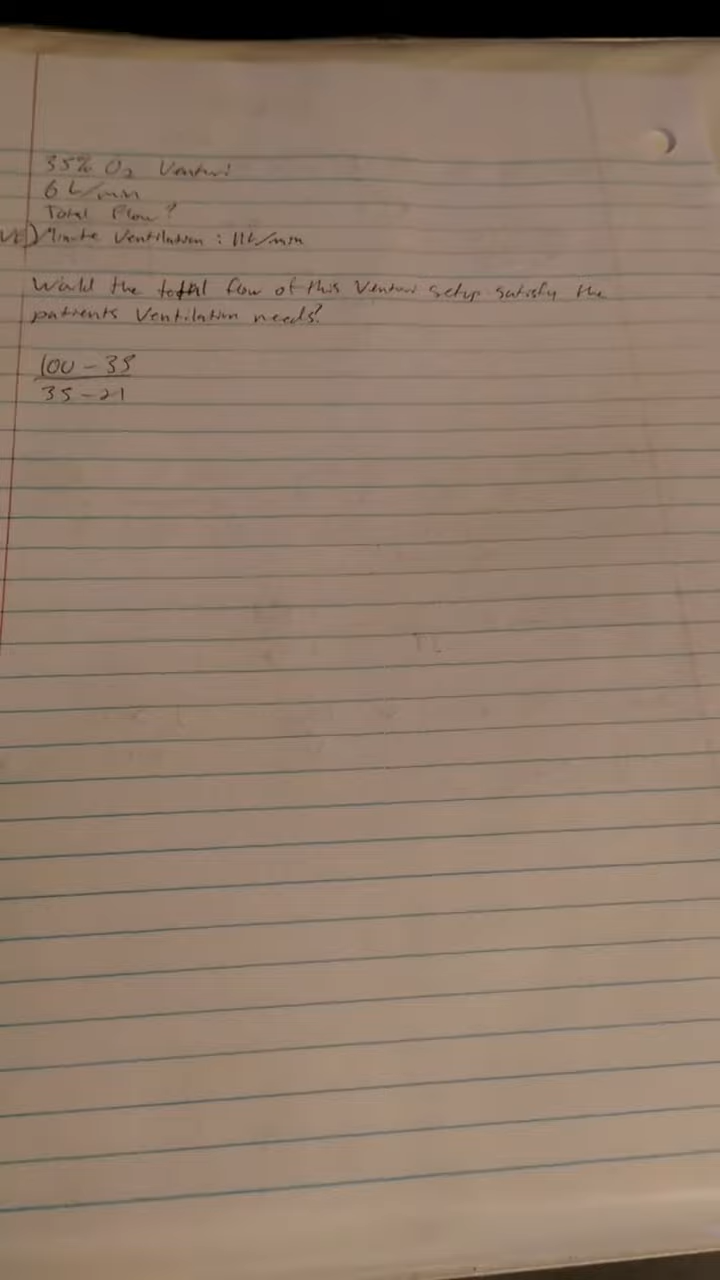 35% O2 Venturi
6 L/min
Total Flow?
VE) Minute Ventilation : 11L/min
Would the total flow of this Venturi setup satisfy the
patients Ventilation needs?
100 - 35
35 - 21